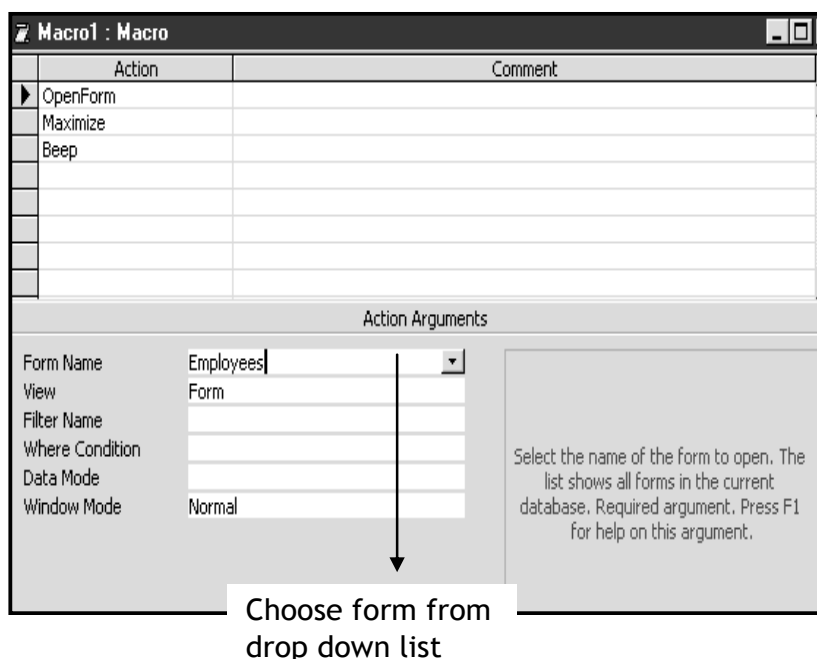 Macro1 : Macro
Action Comment
OpenForm
Maximize
Beep
Action Arguments
Form Name Employees
View Form
Filter Name
Where Condition
Data Mode
Window Mode Normal
Select the name of the form to open. The
list shows all forms in the current
database. Required argument. Press F1
for help on this argument.
Choose form from
drop down list